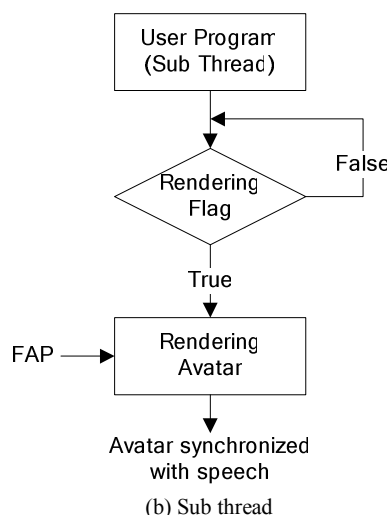 User Program
(Sub Thread)
False
Rendering
Flag
True
FAP
Rendering
Avatar
Avatar synchronized
with speech
(b) Sub thread